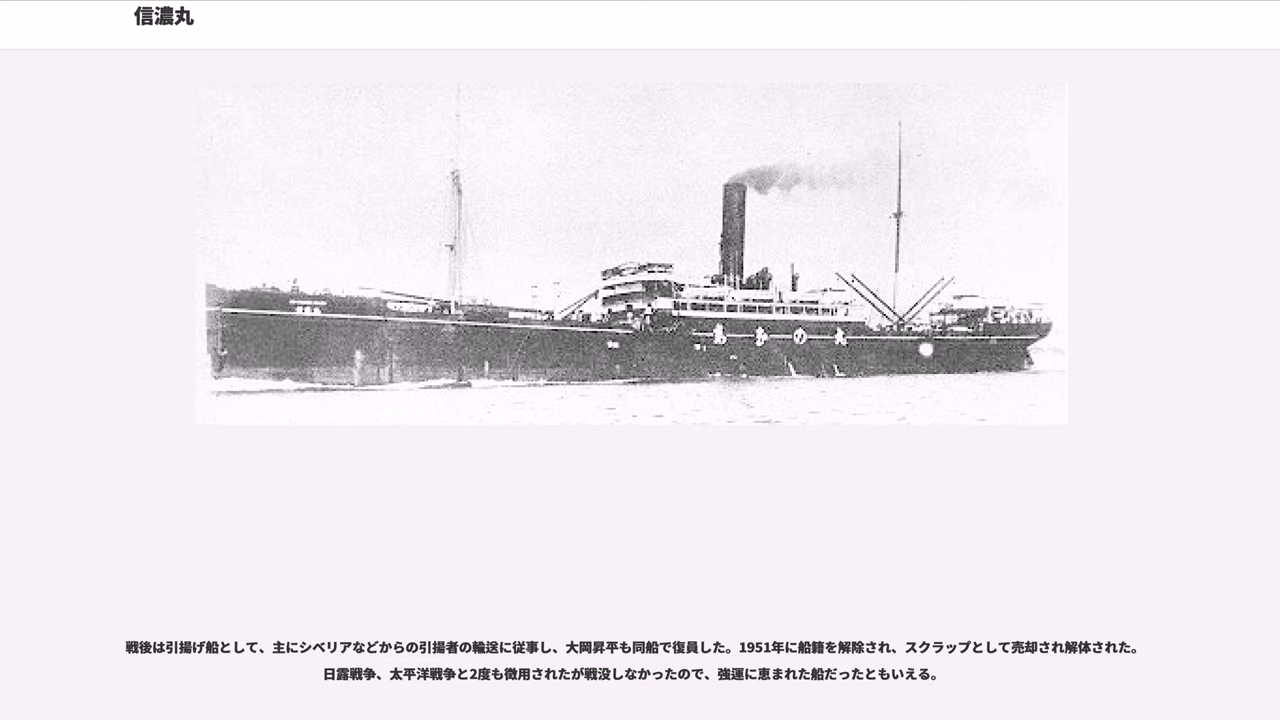 信濃丸
戦後は引揚げ船として、主にシベリアなどからの引揚者の輸送に従事し、大岡昇平も同船で復員した。1951年に船籍を解除され、スクラップとして売却され解体された。
日露戦争、太平洋戦争と2度も徴用されたが戦没しなかったので、強運に恵まれた船だったともいえる。